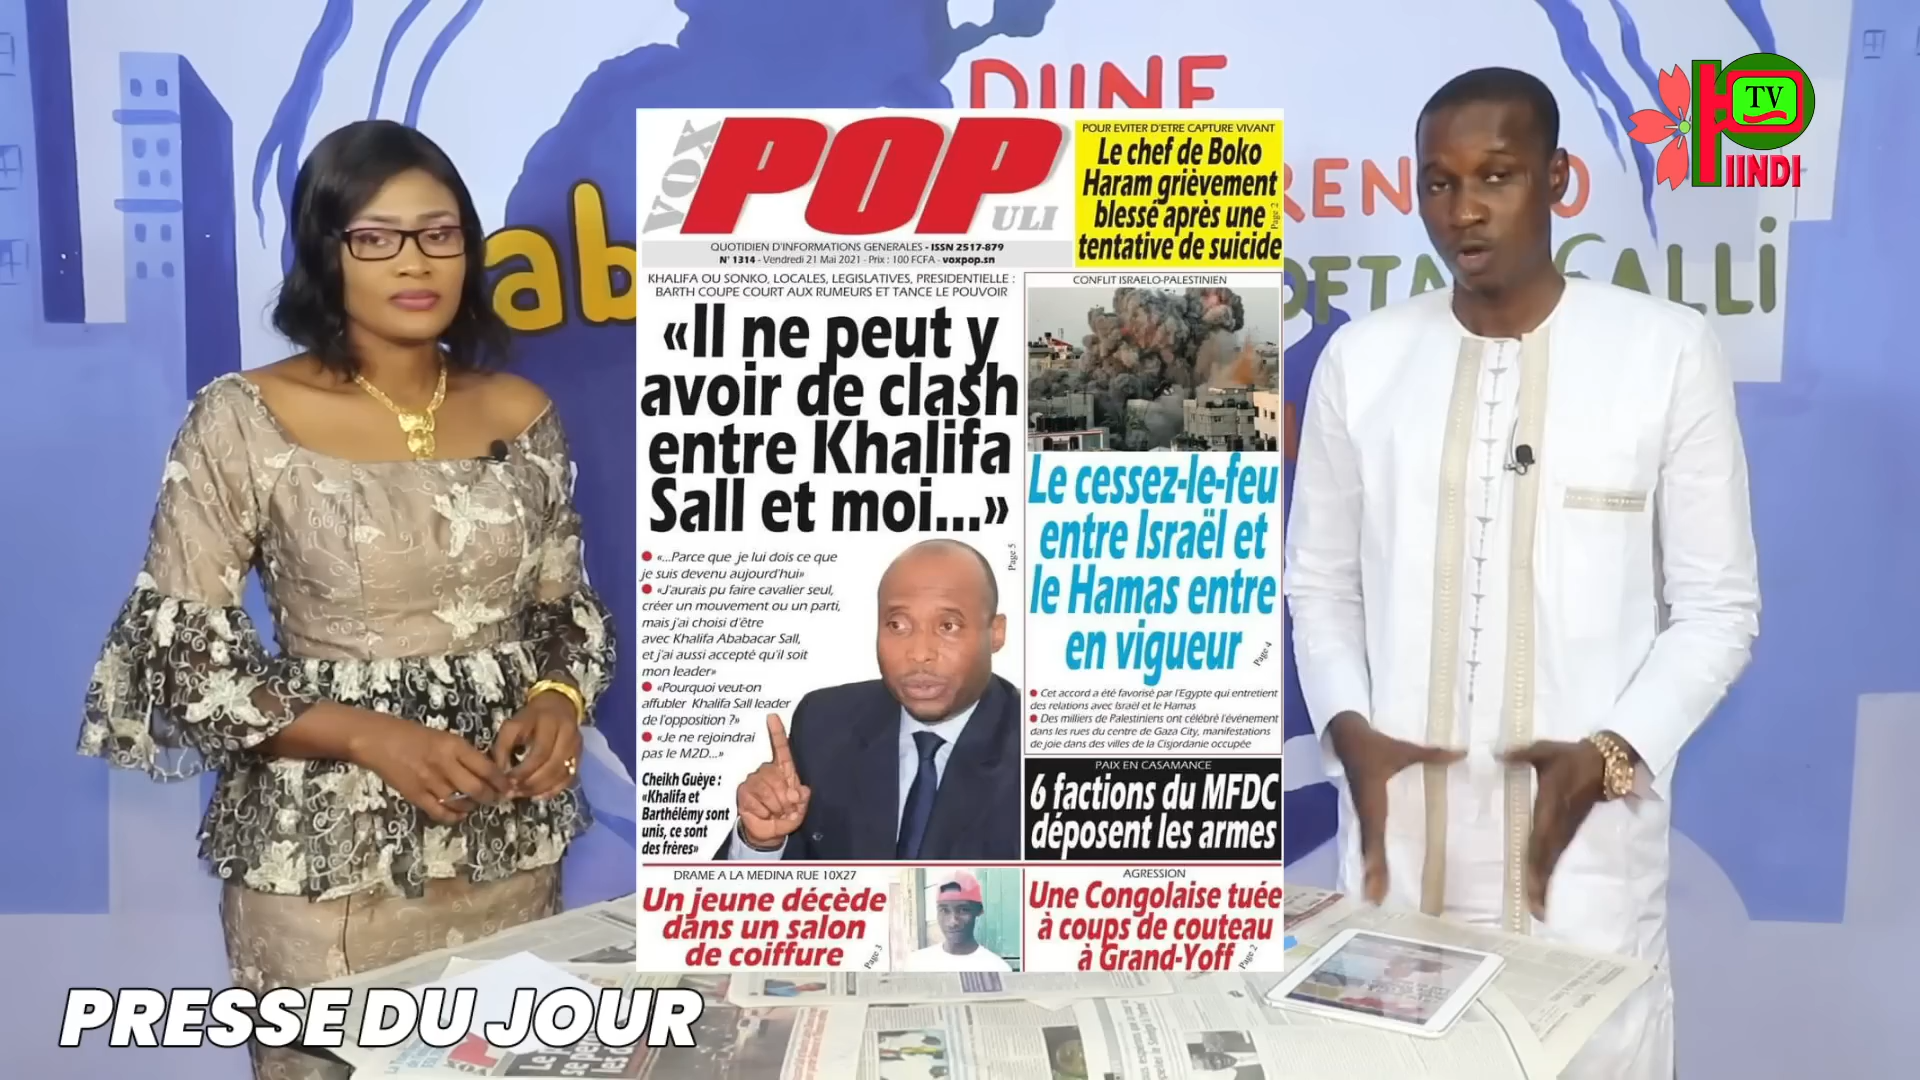 DIINE
TV
PIINDI
ab
VOX
POP
ULI
QUOTIDIEN D'INFORMATIONS GENERALES - ISSN 2517-879
N° 1314 - Vendredi 21 Mai 2021 - Prix : 100 FCFA - voxpop.sn
POUR EVITER D'ETRE CAPTURE VIVANT
Le chef de Boko
Haram grièvement
blessé après une
tentative de suicide
Page 2
KHALIFA OU SONKO, LOCALES, LEGISLATIVES, PRESIDENTIELLE :
BARTH COUPE COURT AUX RUMEURS ET TANCE LE POUVOIR
«Il ne peut y
avoir de clash
entre Khalifa
Sall et moi...»
Page 5
● «...Parce que je lui dois ce que
je suis devenu aujourd'hui»
● «J'aurais pu faire cavalier seul,
créer un mouvement ou un parti,
mais j'ai choisi d'être
avec Khalifa Ababacar Sall,
et j'ai aussi accepté qu'il soit
mon leader»
● «Pourquoi veut-on
affubler Khalifa Sall leader
de l'opposition ?»
● «Je ne rejoindrai
pas le M2D...»
Cheikh Guèye :
«Khalifa et
Barthélémy sont
unis, ce sont
des frères»
CONFLIT ISRAELO-PALESTINIEN
Le cessez-le-feu
entre Israël et
le Hamas entre
en vigueur
Page 4
● Cet accord a été favorisé par l'Egypte qui entretient
des relations avec Israël et le Hamas
● Des milliers de Palestiniens ont célébré l'événement
dans les rues du centre de Gaza City, manifestations
de joie dans des villes de la Cisjordanie occupée
PAIX EN CASAMANCE
6 factions du MFDC
déposent les armes
DRAME A LA MEDINA RUE 10X27
Un jeune décède
dans un salon
de coiffure
Page 3
AGRESSION
Une Congolaise tuée
à coups de couteau
à Grand-Yoff
Page 2
PRESSE DU JOUR